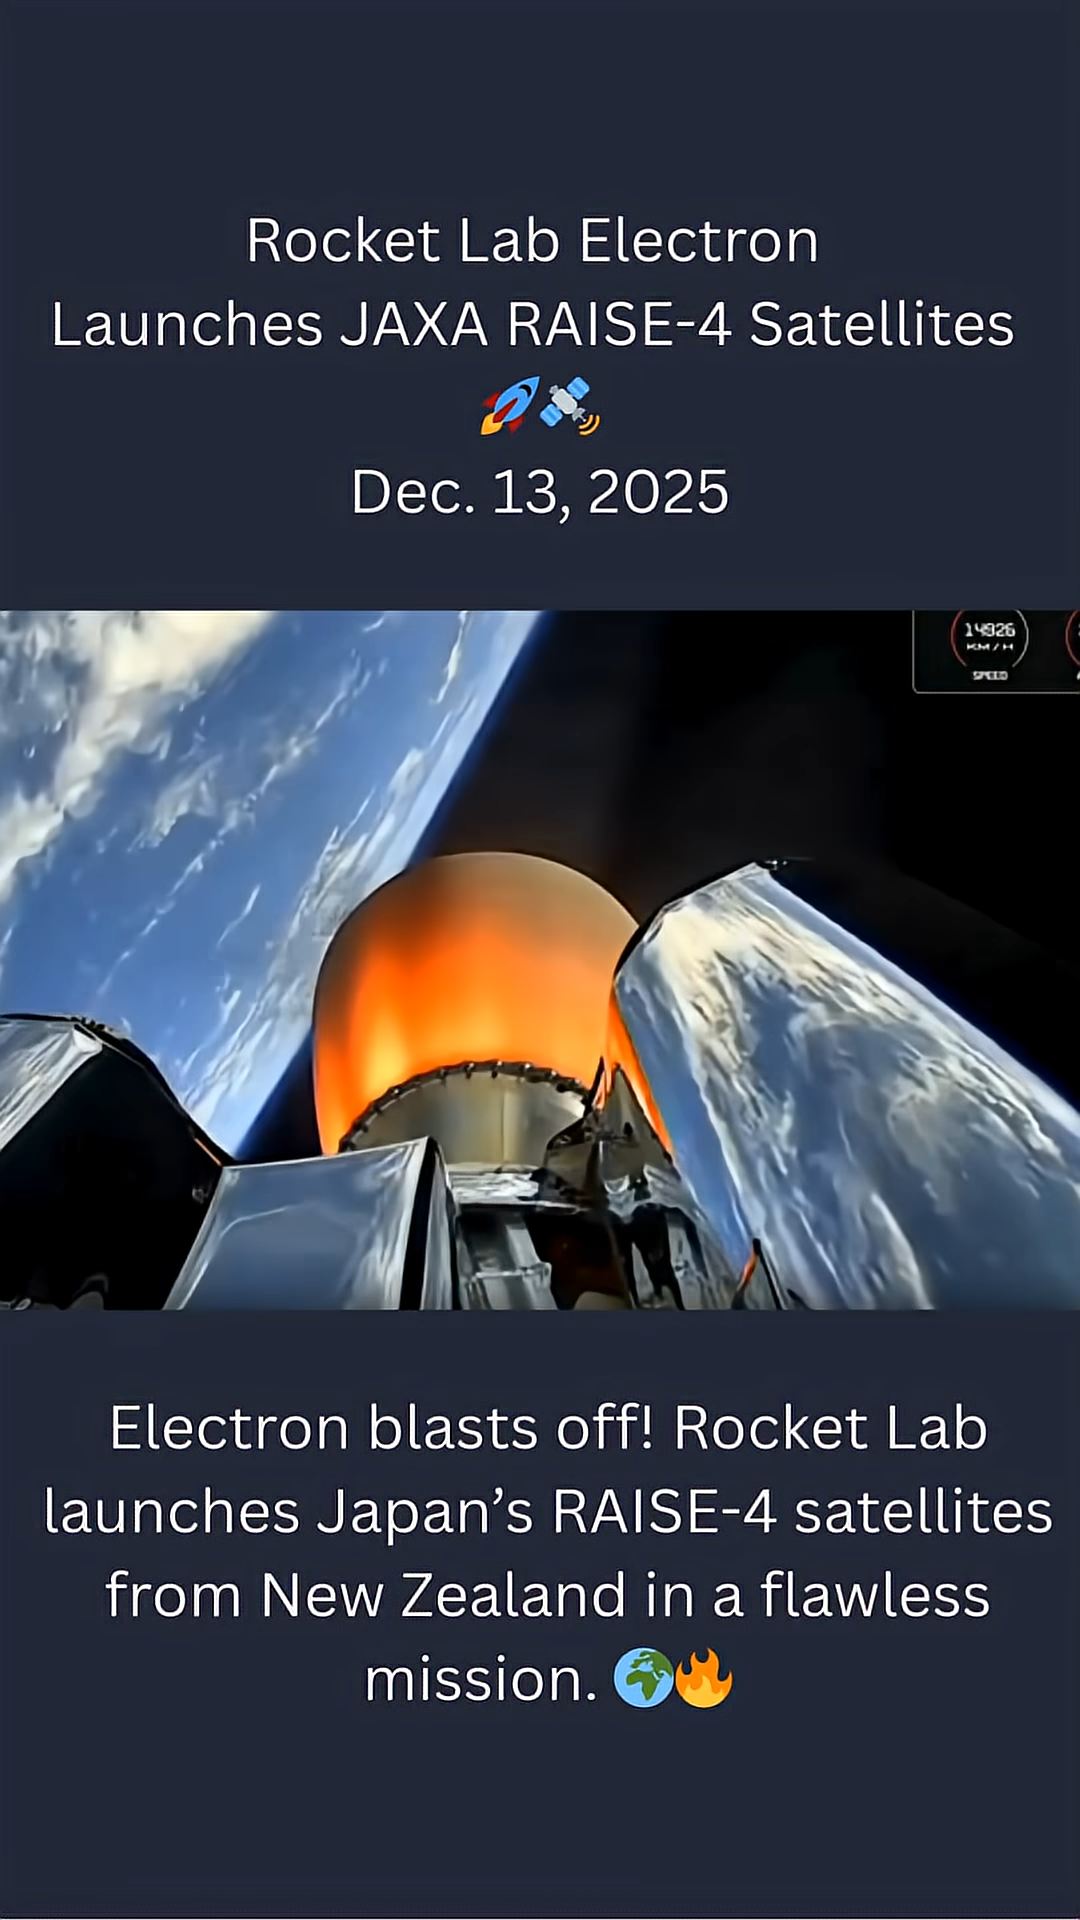 Rocket Lab Electron
Launches JAXA RAISE-4 Satellites
🚀🛰️
Dec. 13, 2025
14926
KM/H
SPEED
Electron blasts off! Rocket Lab
launches Japan’s RAISE-4 satellites
from New Zealand in a flawless
mission. 🌍🔥